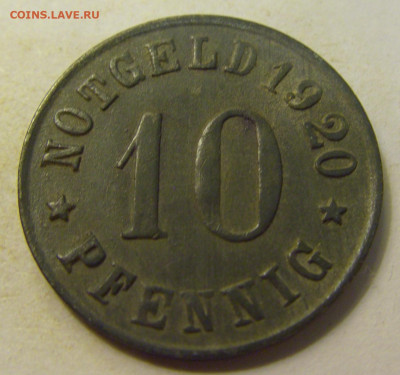 COINS.LAVE.RU
NOTGELD 1920
10
PFENNIG